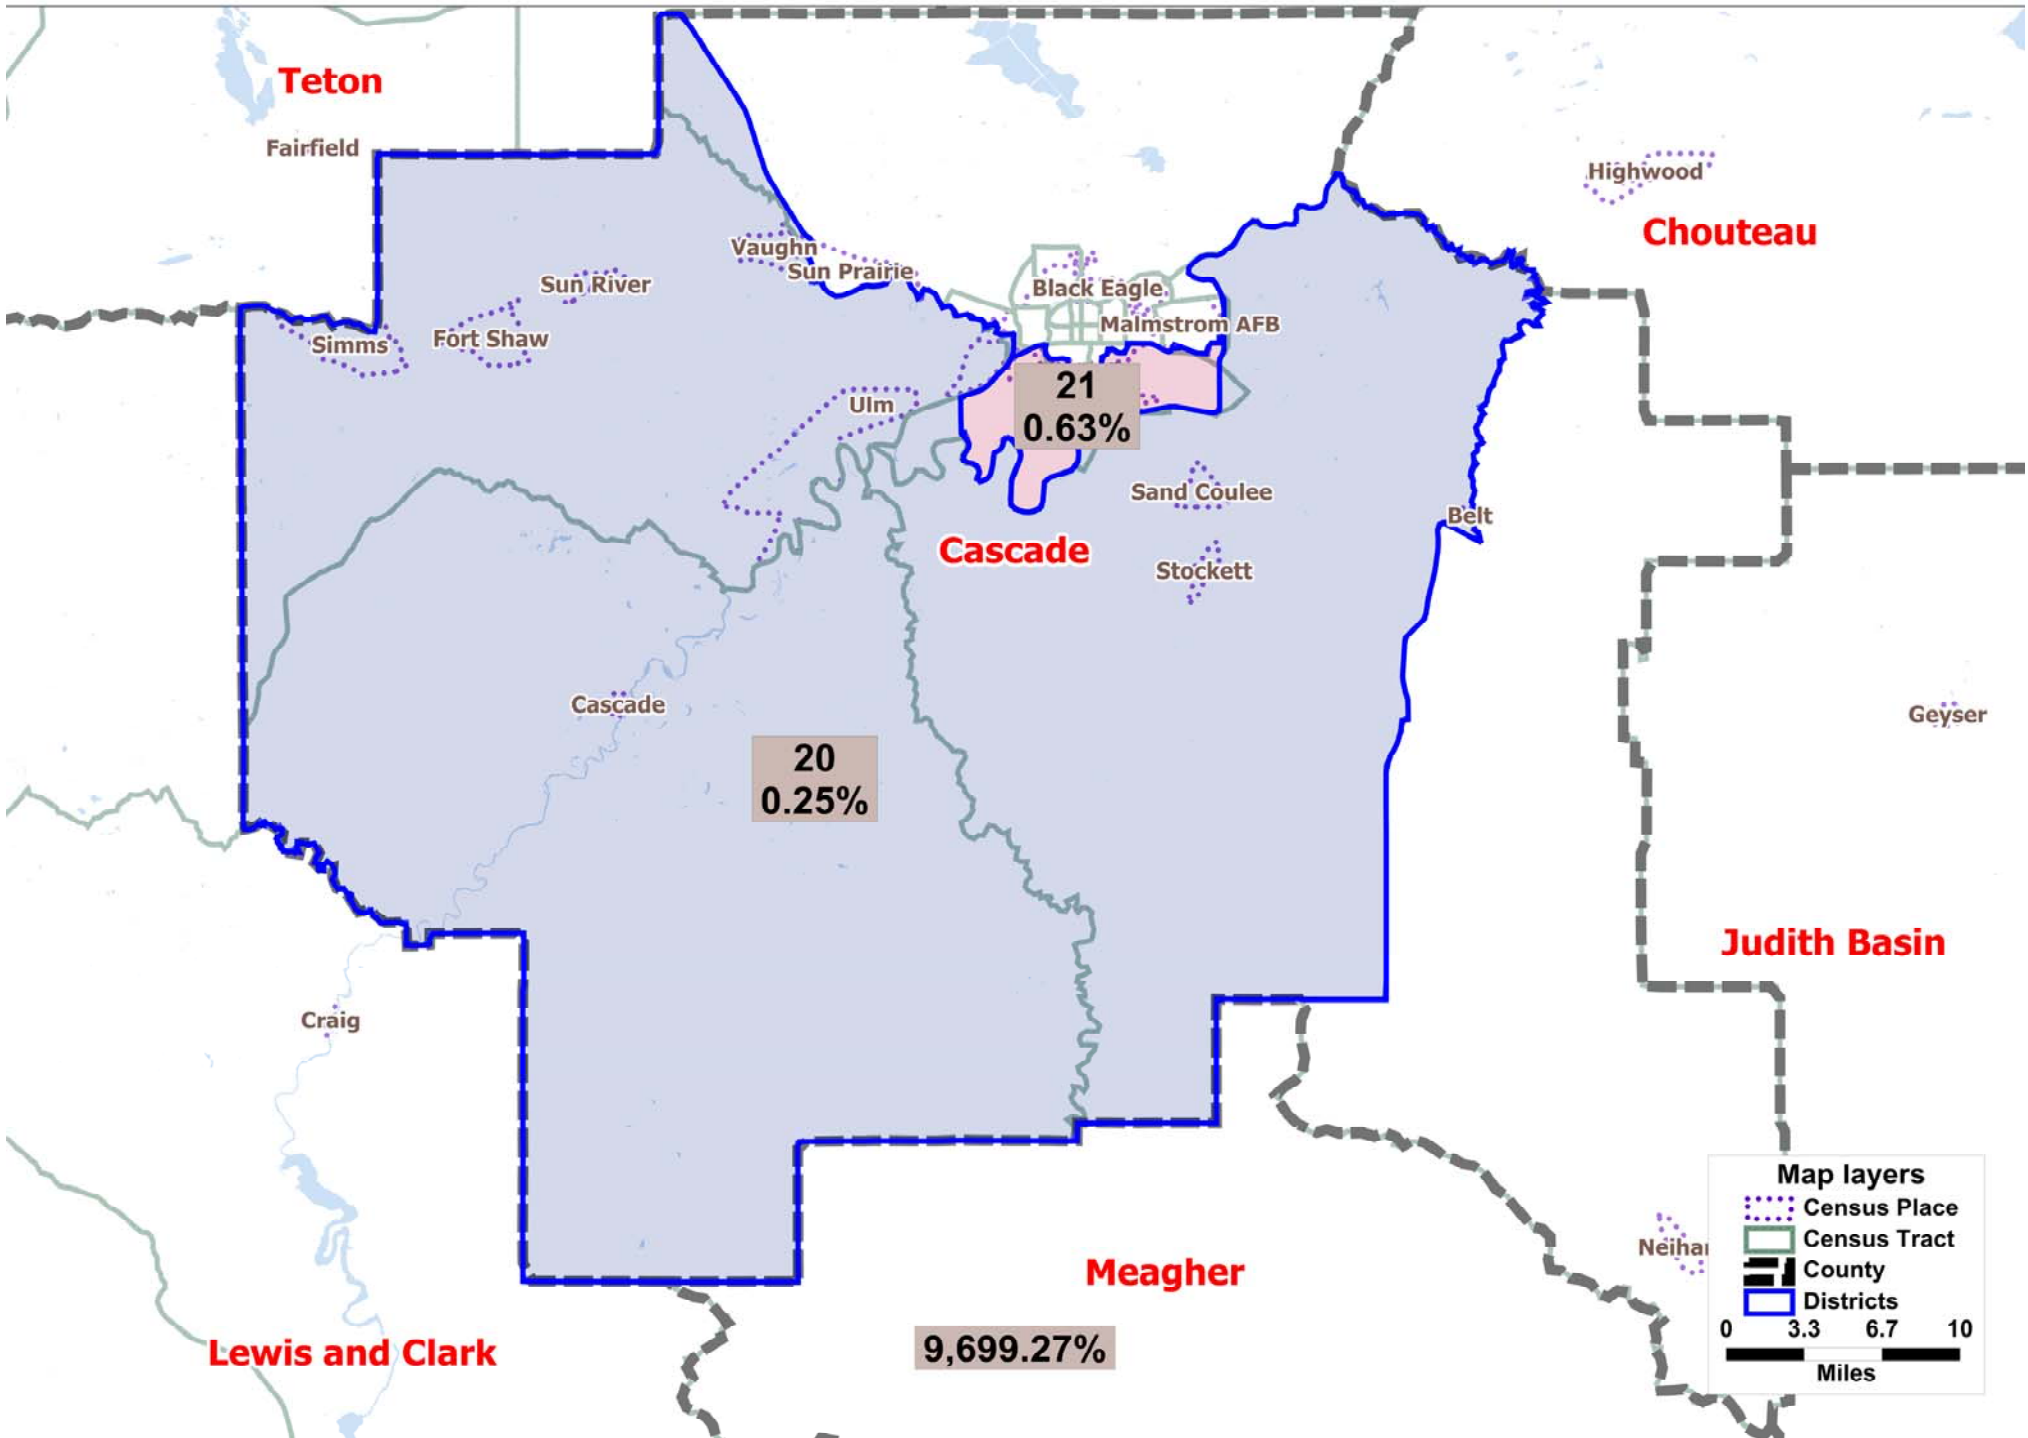 Teton
Fairfield
Highwood
Chouteau
Vaughn
Sun Prairie
Sun River
Black Eagle
Malmstrom AFB
Simms
Fort Shaw
21
0.63%
Ulm
Sand Coulee
Belt
Cascade
Stockett
Cascade
Geyser
20
0.25%
Judith Basin
Craig
Neihar
Meagher
Lewis and Clark
9,699.27%
Map layers
Census Place
Census Tract
County
Districts
0 3.3 6.7 10
Miles